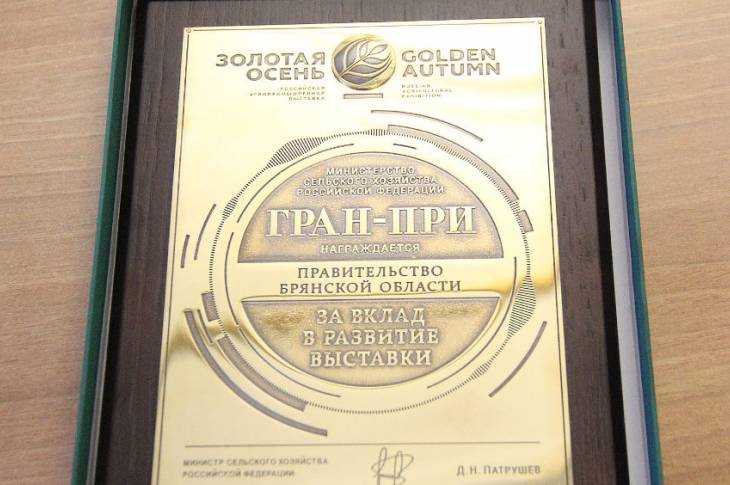 ЗОЛОТАЯ
ОСЕНЬ
РОССИЙСКАЯ
АГРОПРОМЫШЛЕННАЯ
ВЫСТАВКА
GOLDEN
AUTUMN
RUSSIAN
AGRICULTURAL
EXHIBITION
МИНИСТЕРСТВО
СЕЛЬСКОГО ХОЗЯЙСТВА
РОССИЙСКОЙ ФЕДЕРАЦИИ
ГРАН-ПРИ
НАГРАЖДАЕТСЯ
ПРАВИТЕЛЬСТВО
БРЯНСКОЙ ОБЛАСТИ
ЗА ВКЛАД
В РАЗВИТИЕ
ВЫСТАВКИ
МИНИСТР СЕЛЬСКОГО ХОЗЯЙСТВА
РОССИЙСКОЙ ФЕДЕРАЦИИ
Д.Н. ПАТРУШЕВ